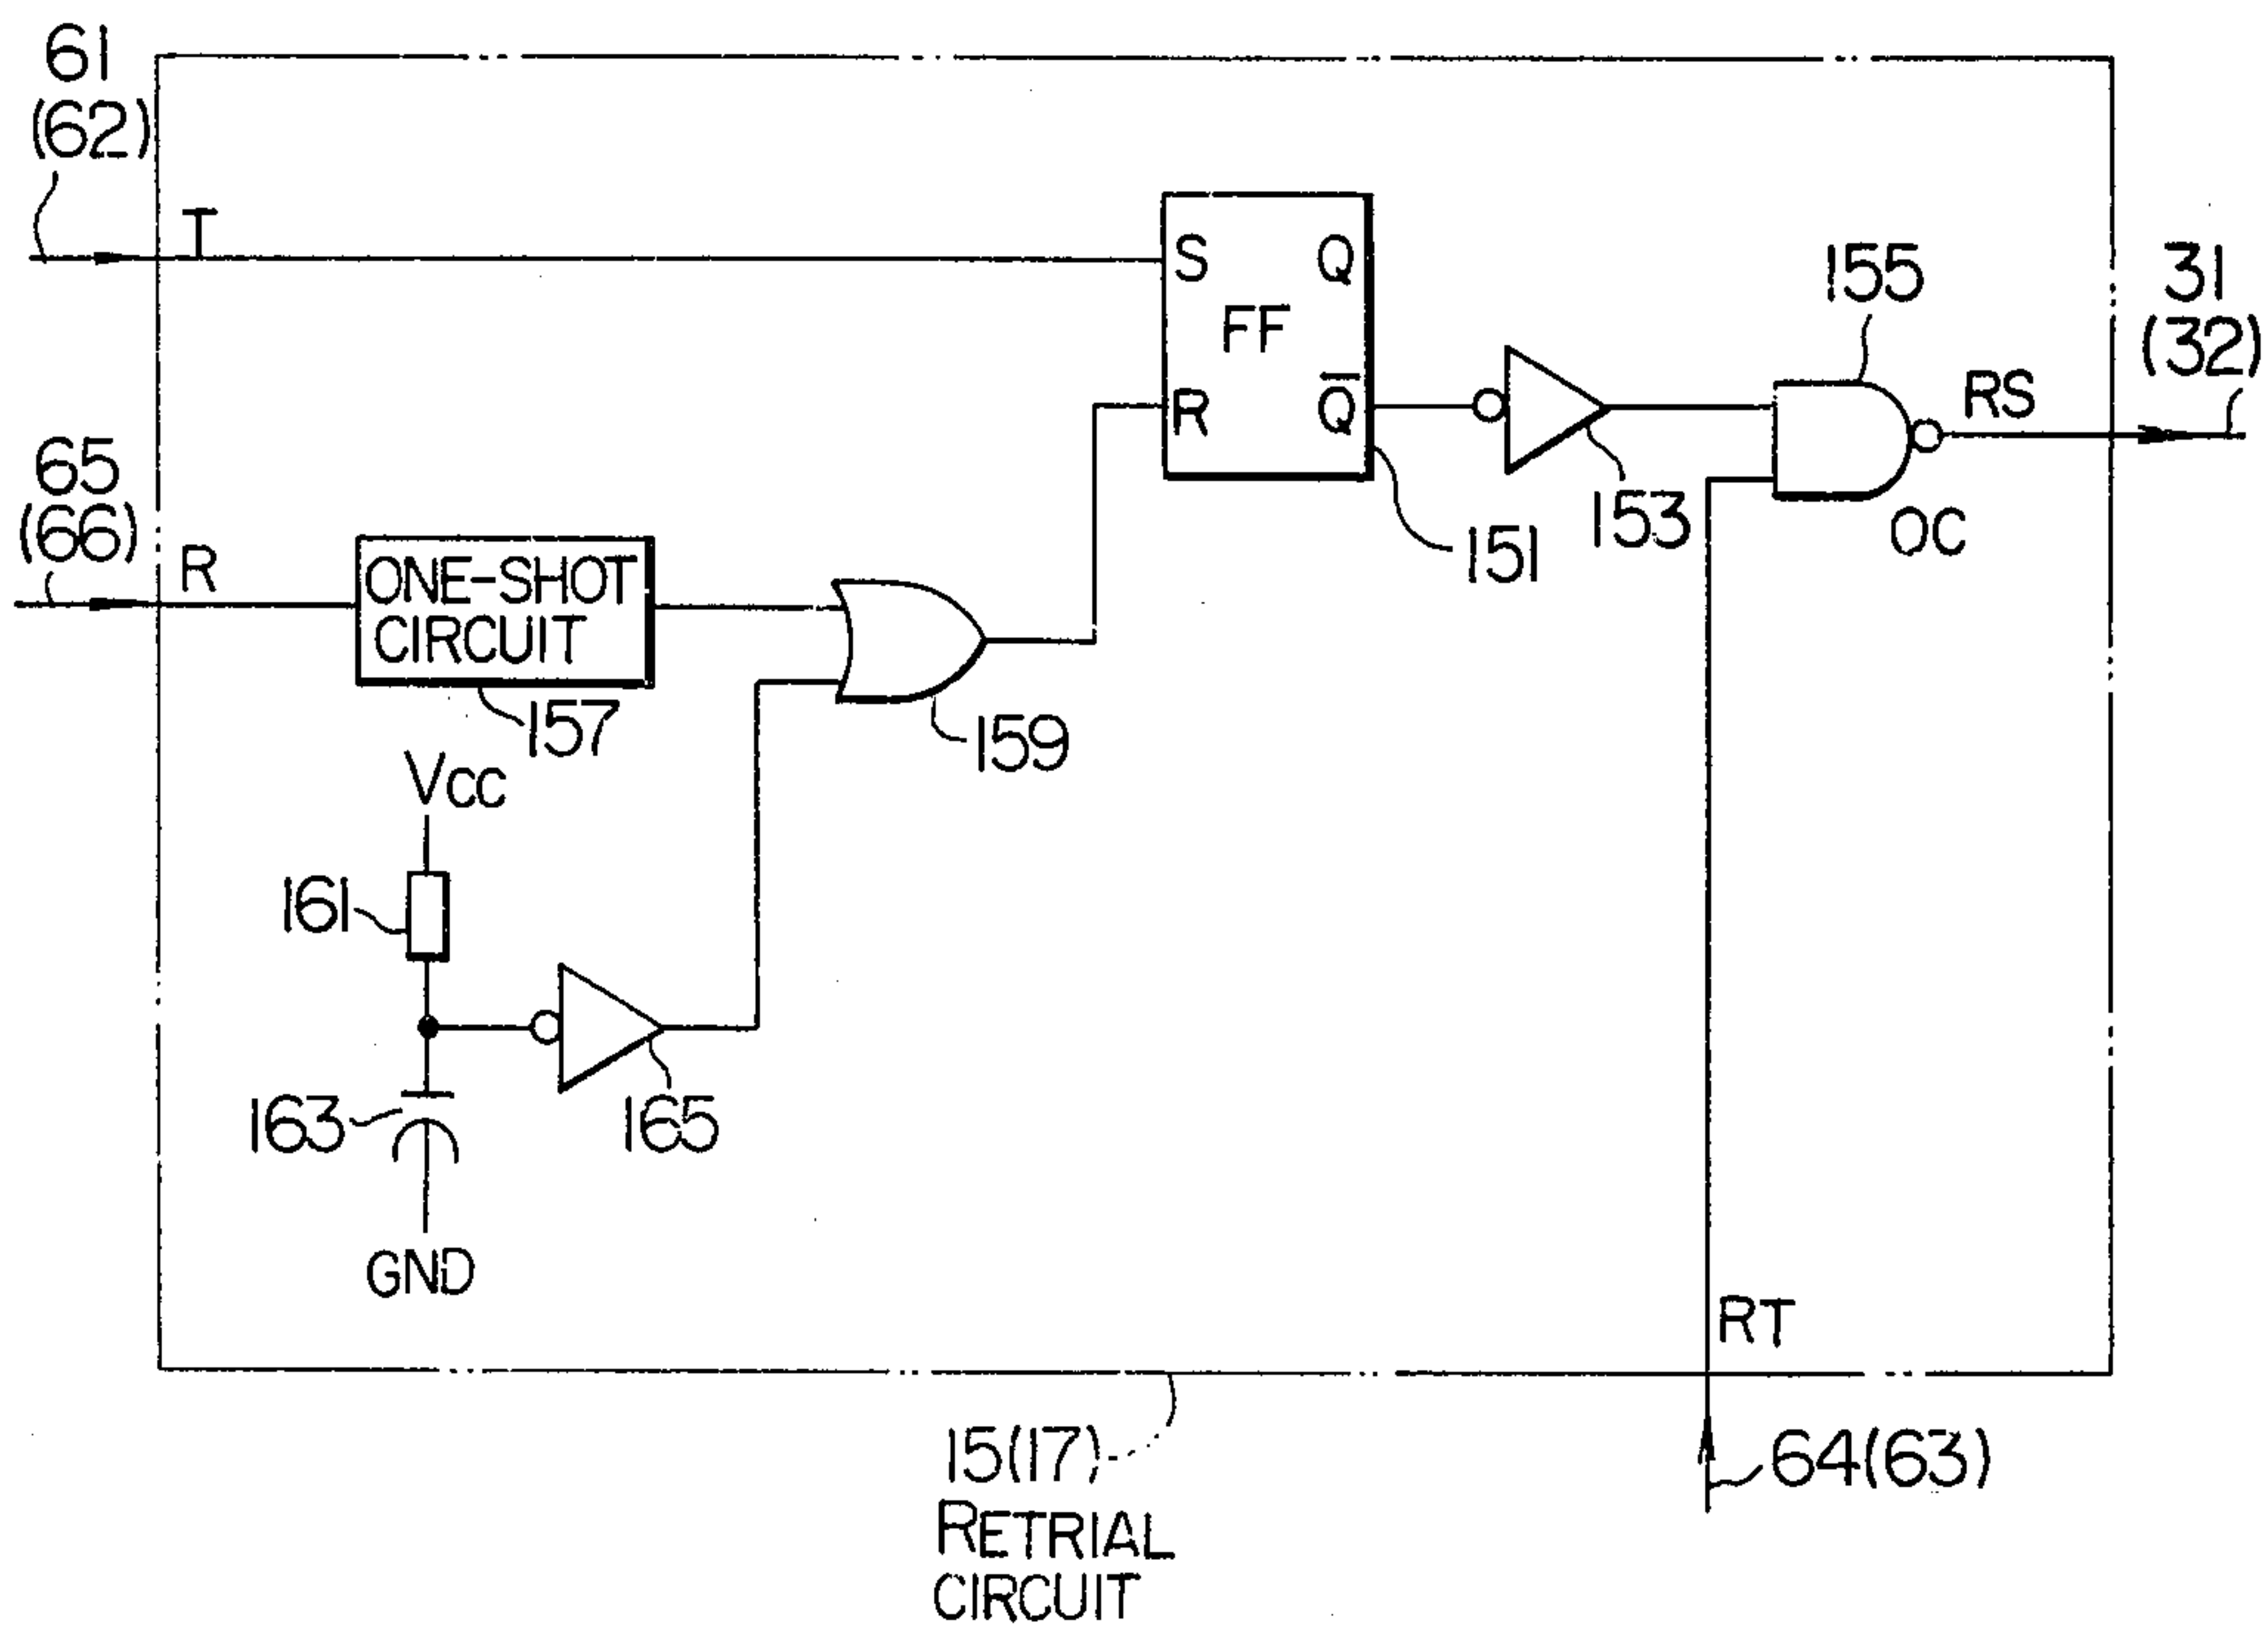 61
(62)
T
S Q
FF
R Q̅
155
31
(32)
RS
153
151
OC
65
(66)
R
ONE-SHOT
CIRCUIT
157
159
Vcc
161
163
165
GND
RT
15(17)
RETRIAL
CIRCUIT
64(63)